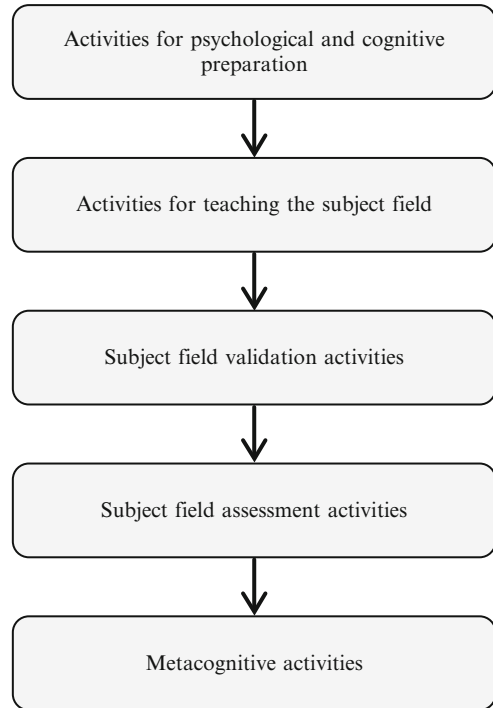 Activities for psychological and cognitive
preparation
Activities for teaching the subject field
Subject field validation activities
Subject field assessment activities
Metacognitive activities